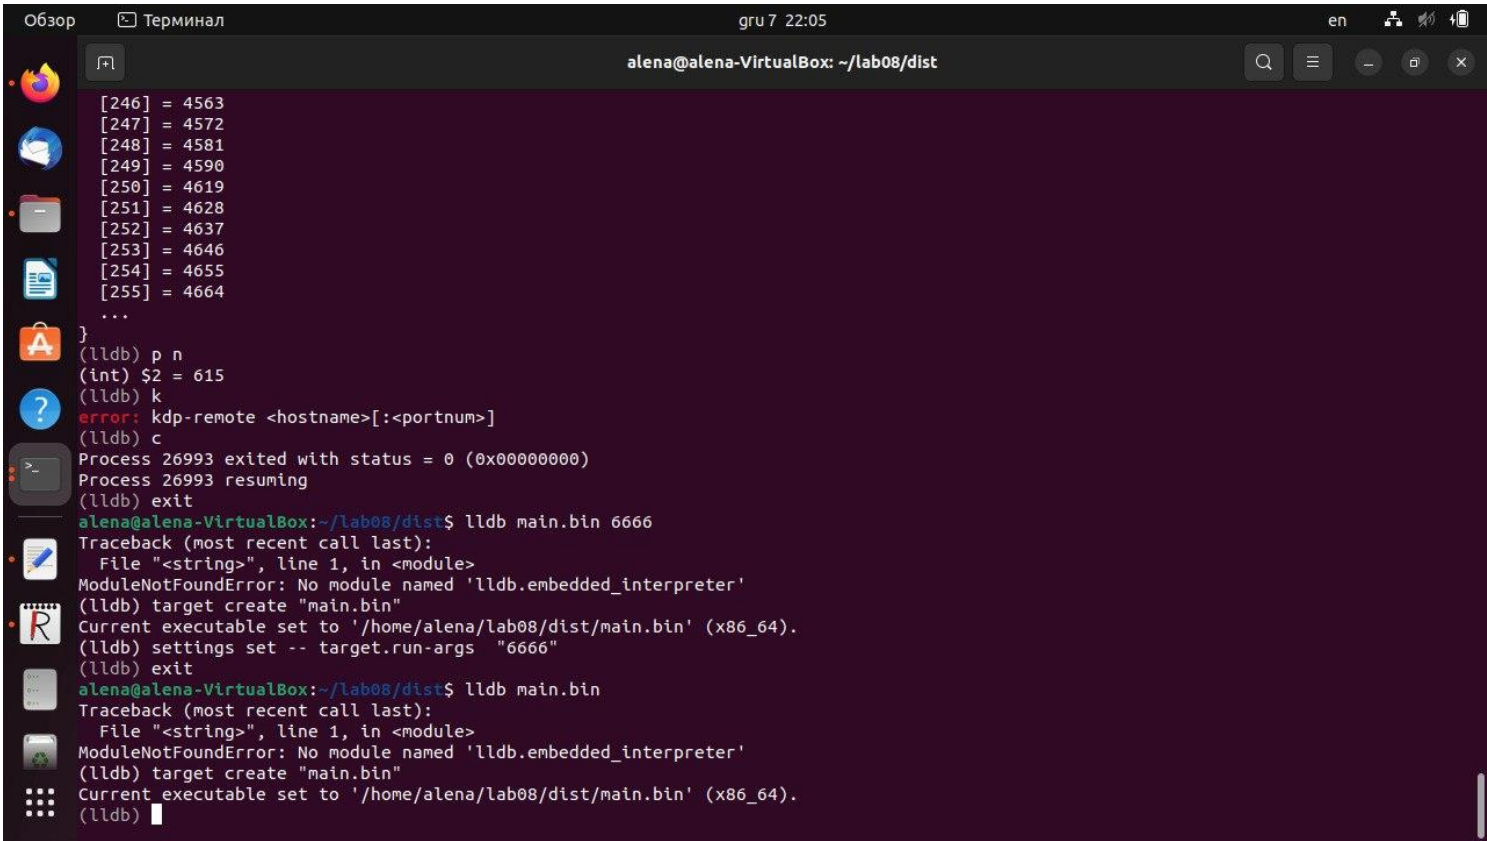 Обзор
Терминал
gru 7 22:05
en
alena@alena-VirtualBox: ~/lab08/dist
[246] = 4563
[247] = 4572
[248] = 4581
[249] = 4590
[250] = 4619
[251] = 4628
[252] = 4637
[253] = 4646
[254] = 4655
[255] = 4664
...
}
(lldb) p n
(int) $2 = 615
(lldb) k
error: kdp-remote <hostname>[:<portnum>]
(lldb) c
Process 26993 exited with status = 0 (0x00000000)
Process 26993 resuming
(lldb) exit
alena@alena-VirtualBox:~/lab08/dist$ lldb main.bin 6666
Traceback (most recent call last):
File "<string>", line 1, in <module>
ModuleNotFoundError: No module named 'lldb.embedded_interpreter'
(lldb) target create "main.bin"
Current executable set to '/home/alena/lab08/dist/main.bin' (x86_64).
(lldb) settings set -- target.run-args  "6666"
(lldb) exit
alena@alena-VirtualBox:~/lab08/dist$ lldb main.bin
Traceback (most recent call last):
File "<string>", line 1, in <module>
ModuleNotFoundError: No module named 'lldb.embedded_interpreter'
(lldb) target create "main.bin"
Current executable set to '/home/alena/lab08/dist/main.bin' (x86_64).
(lldb)